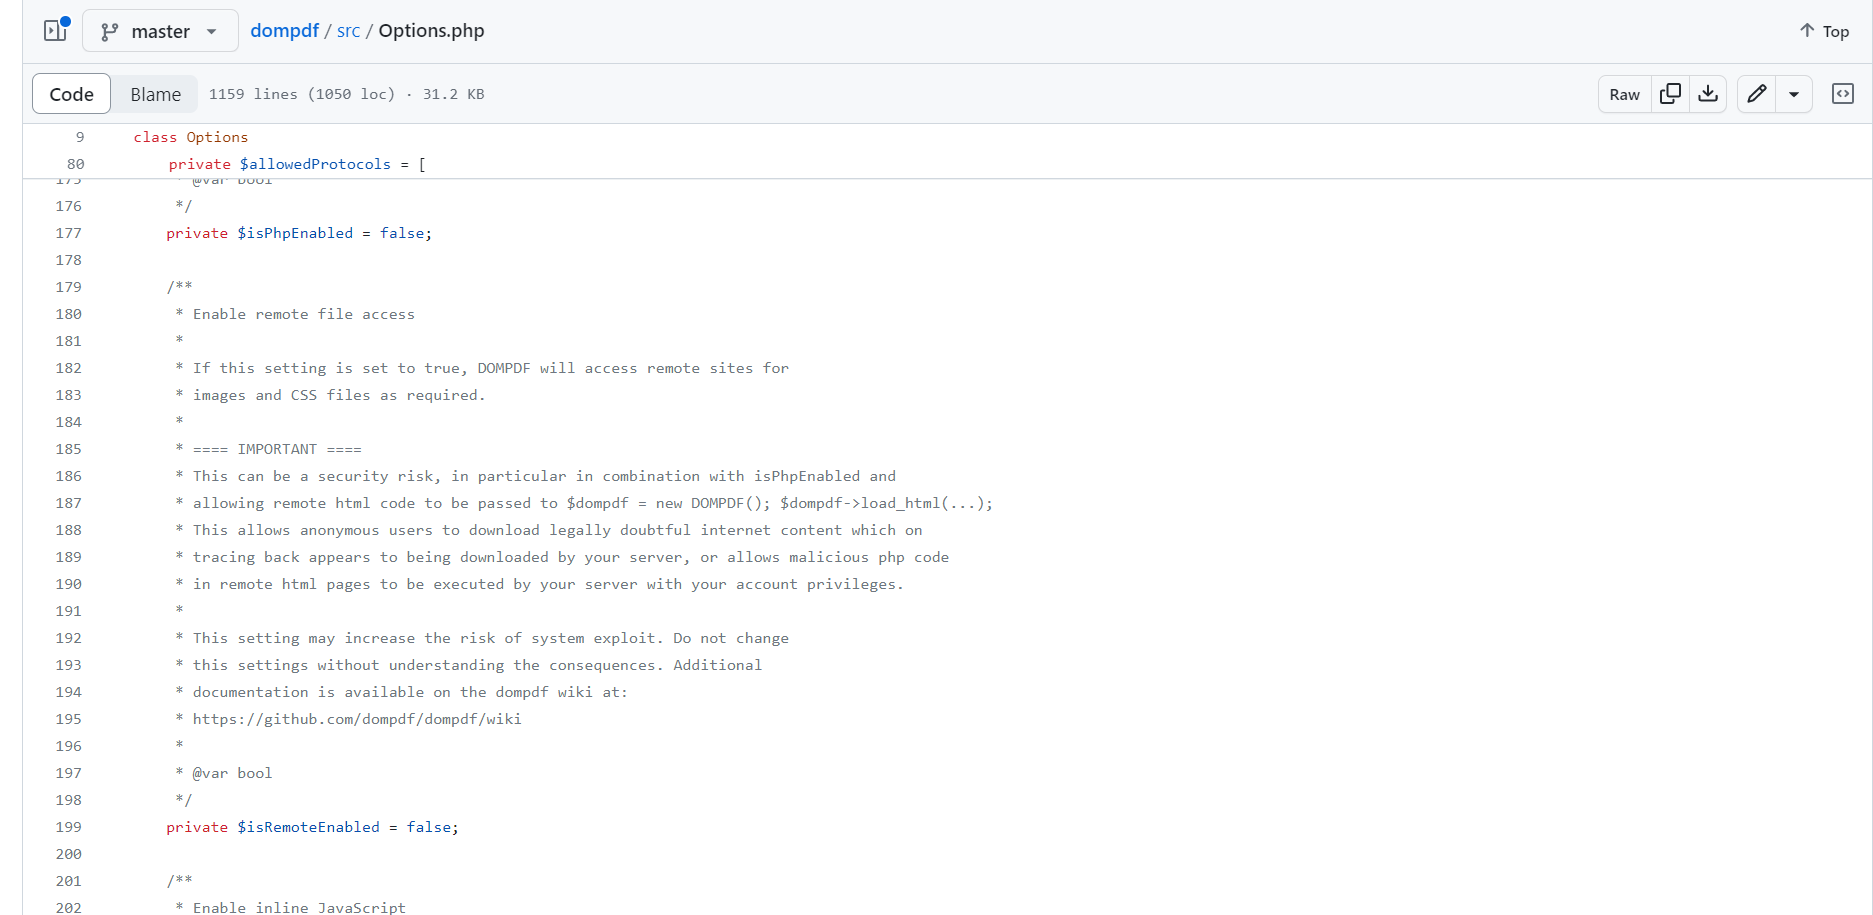 master dompdf / src / Options.php Top
Code Blame 1159 lines (1050 loc) · 31.2 KB Raw
9 class Options
80 private $allowedProtocols = [
175 * @var bool
176 */
177 private $isPhpEnabled = false;
178
179 /**
180 * Enable remote file access
181 *
182 * If this setting is set to true, DOMPDF will access remote sites for
183 * images and CSS files as required.
184 *
185 * ==== IMPORTANT ====
186 * This can be a security risk, in particular in combination with isPhpEnabled and
187 * allowing remote html code to be passed to $dompdf = new DOMPDF(); $dompdf->load_html(...);
188 * This allows anonymous users to download legally doubtful internet content which on
189 * tracing back appears to being downloaded by your server, or allows malicious php code
190 * in remote html pages to be executed by your server with your account privileges.
191 *
192 * This setting may increase the risk of system exploit. Do not change
193 * this settings without understanding the consequences. Additional
194 * documentation is available on the dompdf wiki at:
195 * https://github.com/dompdf/dompdf/wiki
196 *
197 * @var bool
198 */
199 private $isRemoteEnabled = false;
200
201 /**
202 * Enable inline JavaScript